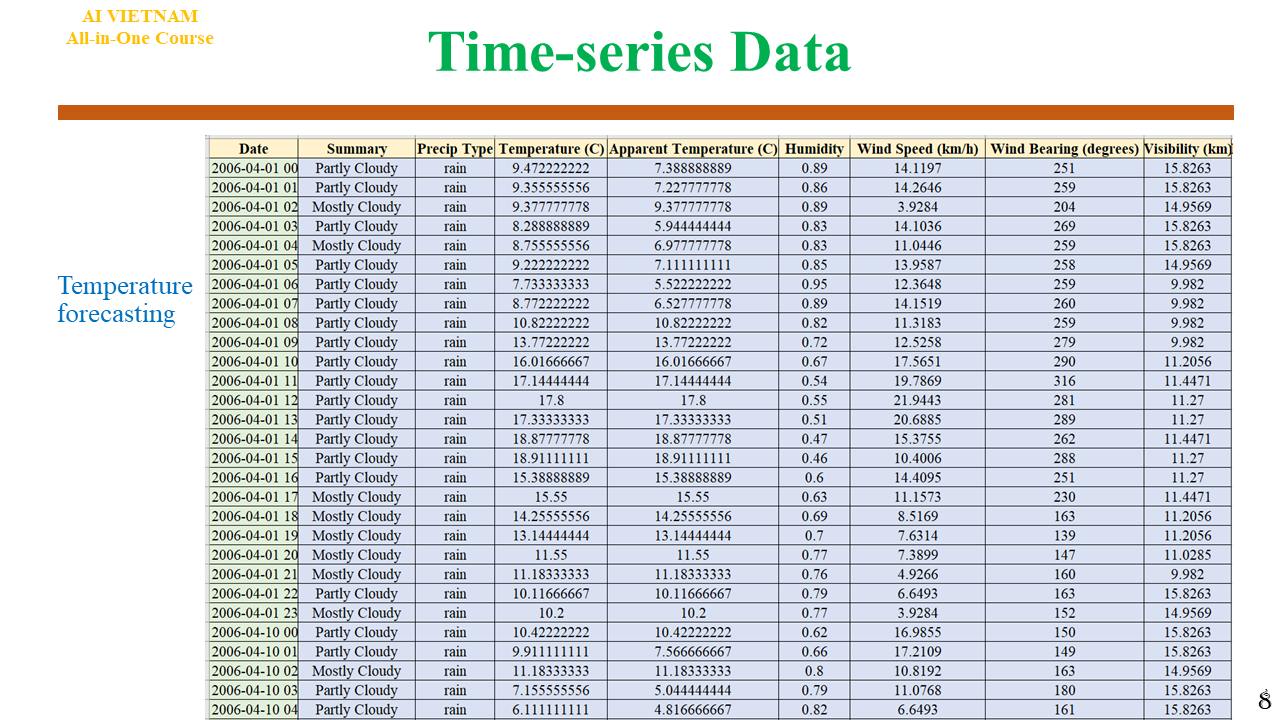 AI VIETNAM
All-in-One Course
Time-series Data
Temperature
forecasting
Date Summary Precip Type Temperature (C) Apparent Temperature (C) Humidity Wind Speed (km/h) Wind Bearing (degrees) Visibility (km)
2006-04-01 00 Partly Cloudy rain 9.472222222 7.388888889 0.89 14.1197 251 15.8263
2006-04-01 01 Partly Cloudy rain 9.355555556 7.227777778 0.86 14.2646 259 15.8263
2006-04-01 02 Mostly Cloudy rain 9.377777778 9.377777778 0.89 3.9284 204 14.9569
2006-04-01 03 Partly Cloudy rain 8.288888889 5.944444444 0.83 14.1036 269 15.8263
2006-04-01 04 Mostly Cloudy rain 8.755555556 6.977777778 0.83 11.0446 259 15.8263
2006-04-01 05 Partly Cloudy rain 9.222222222 7.111111111 0.85 13.9587 258 14.9569
2006-04-01 06 Partly Cloudy rain 7.733333333 5.522222222 0.95 12.3648 259 9.982
2006-04-01 07 Partly Cloudy rain 8.772222222 6.527777778 0.89 14.1519 260 9.982
2006-04-01 08 Partly Cloudy rain 10.82222222 10.82222222 0.82 11.3183 259 9.982
2006-04-01 09 Partly Cloudy rain 13.77222222 13.77222222 0.72 12.5258 279 9.982
2006-04-01 10 Partly Cloudy rain 16.01666667 16.01666667 0.67 17.5651 290 11.2056
2006-04-01 11 Partly Cloudy rain 17.14444444 17.14444444 0.54 19.7869 316 11.4471
2006-04-01 12 Partly Cloudy rain 17.8 17.8 0.55 21.9443 281 11.27
2006-04-01 13 Partly Cloudy rain 17.33333333 17.33333333 0.51 20.6885 289 11.27
2006-04-01 14 Partly Cloudy rain 18.87777778 18.87777778 0.47 15.3755 262 11.4471
2006-04-01 15 Partly Cloudy rain 18.91111111 18.91111111 0.46 10.4006 288 11.27
2006-04-01 16 Partly Cloudy rain 15.38888889 15.38888889 0.6 14.4095 251 11.27
2006-04-01 17 Mostly Cloudy rain 15.55 15.55 0.63 11.1573 230 11.4471
2006-04-01 18 Mostly Cloudy rain 14.25555556 14.25555556 0.69 8.5169 163 11.2056
2006-04-01 19 Mostly Cloudy rain 13.14444444 13.14444444 0.7 7.6314 139 11.2056
2006-04-01 20 Mostly Cloudy rain 11.55 11.55 0.77 7.3899 147 11.0285
2006-04-01 21 Mostly Cloudy rain 11.18333333 11.18333333 0.76 4.9266 160 9.982
2006-04-01 22 Partly Cloudy rain 10.11666667 10.11666667 0.79 6.6493 163 15.8263
2006-04-01 23 Mostly Cloudy rain 10.2 10.2 0.77 3.9284 152 14.9569
2006-04-10 00 Partly Cloudy rain 10.42222222 10.42222222 0.62 16.9855 150 15.8263
2006-04-10 01 Partly Cloudy rain 9.911111111 7.566666667 0.66 17.2109 149 15.8263
2006-04-10 02 Mostly Cloudy rain 11.18333333 11.18333333 0.8 10.8192 163 14.9569
2006-04-10 03 Partly Cloudy rain 7.155555556 5.044444444 0.79 11.0768 180 15.8263
2006-04-10 04 Partly Cloudy rain 6.111111111 4.816666667 0.82 6.6493 161 15.8263
8